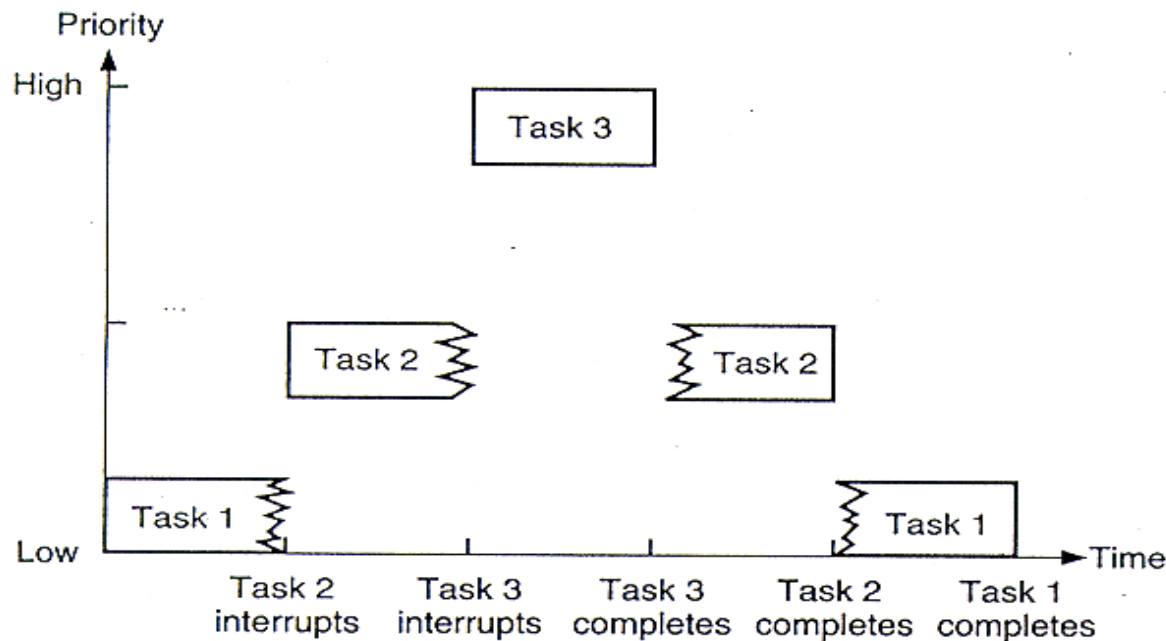 Priority
High
Task 3
Task 2
Task 2
Task 1
Task 1
Low
Time
Task 2
interrupts
Task 3
interrupts
Task 3
completes
Task 2
completes
Task 1
completes